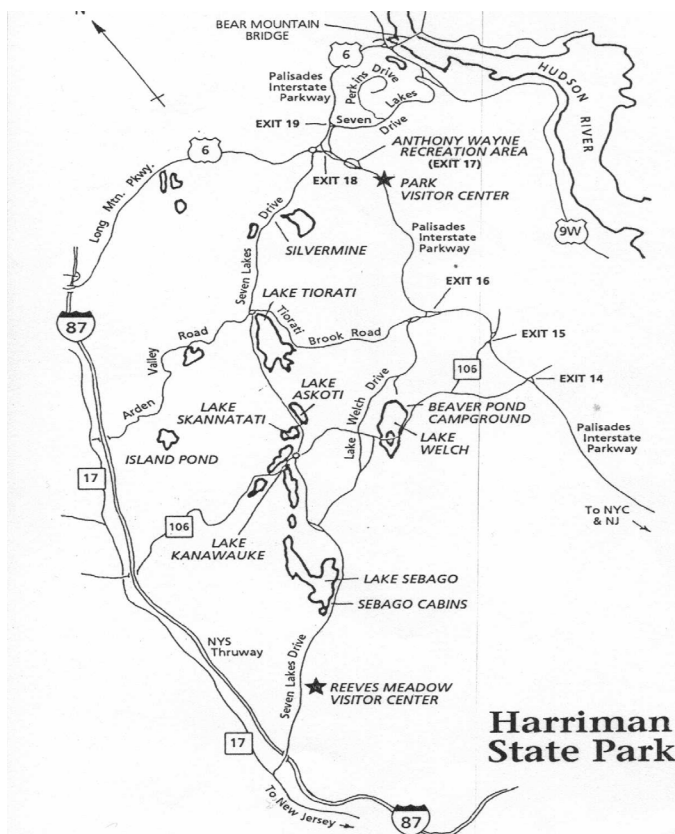 N
BEAR MOUNTAIN
BRIDGE
6
Palisades
Interstate
Parkway
Perkins Drive
HUDSON
RIVER
Seven
Lakes
Drive
EXIT 19
ANTHONY WAYNE
RECREATION AREA
(EXIT 17)
6
EXIT 18
PARK
VISITOR CENTER
Long Mtn. Pkwy.
9W
Palisades
Interstate
Parkway
SILVERMINE
Seven Lakes
Drive
EXIT 16
LAKE TIORATI
87
Tiorati
Brook Road
EXIT 15
Arden
Valley
Road
106
EXIT 14
LAKE
ASKOTI
Lake Welch Drive
BEAVER POND
CAMPGROUND
LAKE
SKANNATATI
LAKE
WELCH
Palisades
Interstate
Parkway
ISLAND POND
17
To NYC
& NJ
106
LAKE
KANAWAUKE
LAKE SEBAGO
SEBAGO CABINS
NYS
Thruway
Seven Lakes Drive
REEVES MEADOW
VISITOR CENTER
Harriman
State Park
17
To New Jersey
87